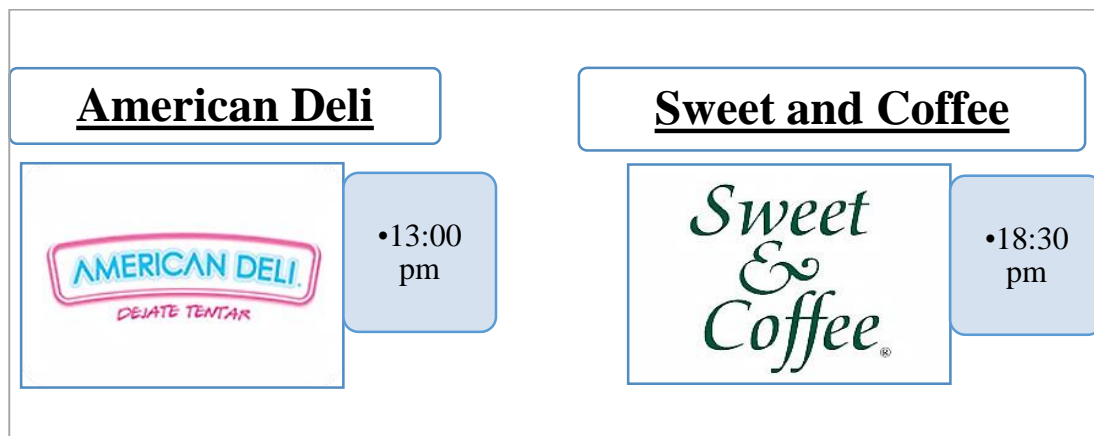 American Deli
AMERICAN DELI.
DEJATE TENTAR
•13:00
pm
Sweet and Coffee
Sweet
&
Coffee®
•18:30
pm